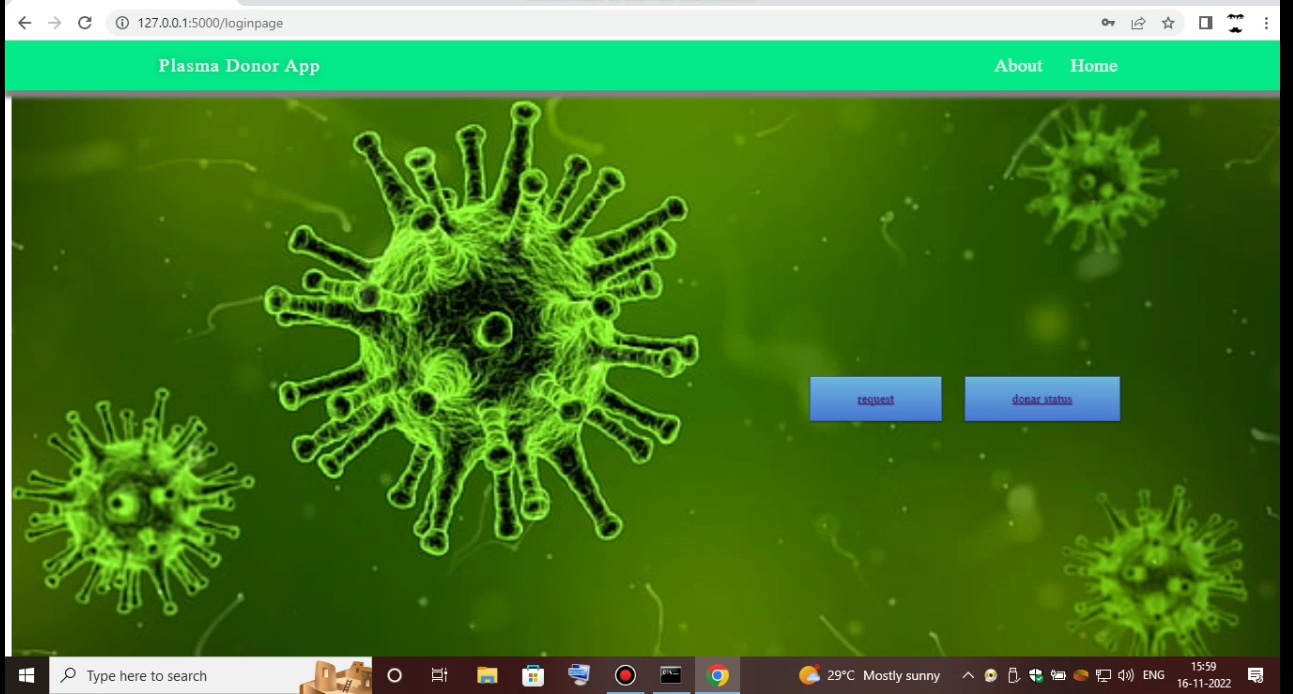 127.0.0.1:5000/loginpage
Plasma Donor App
About Home
request donar status
Type here to search
29°C Mostly sunny
ENG
15:59
16-11-2022